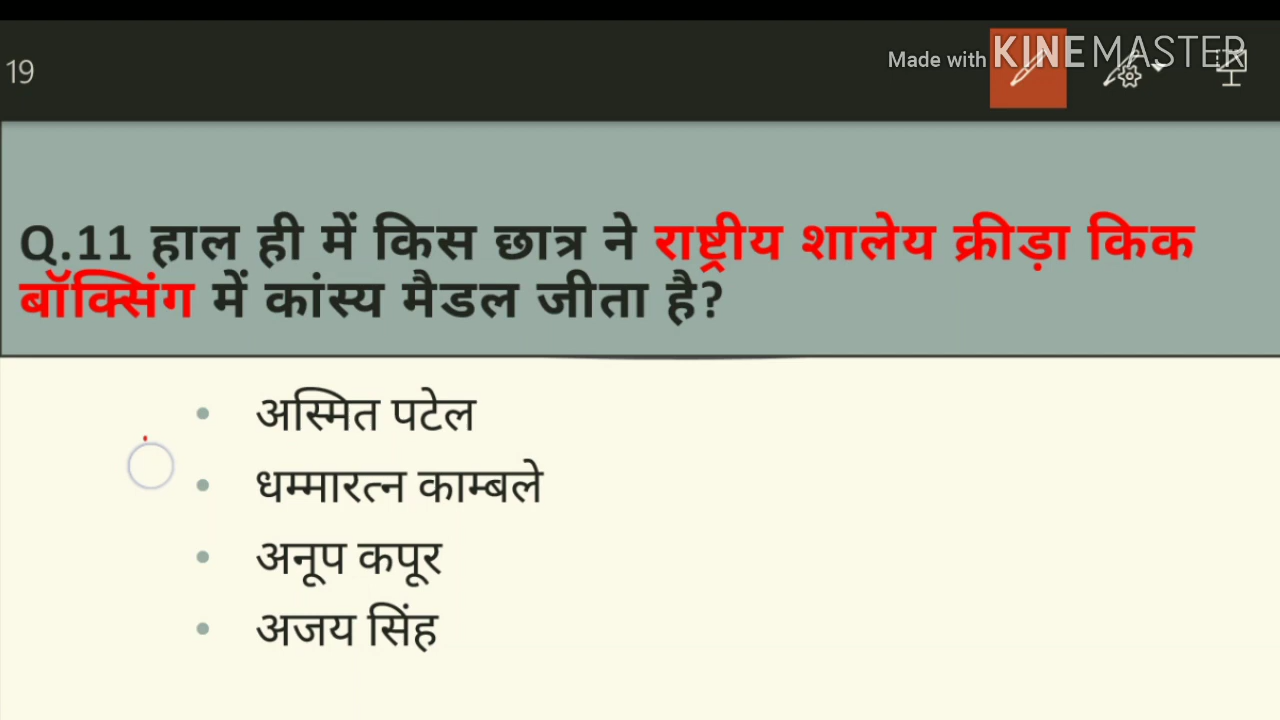 Made with KINEMASTER
19
Q.11 हाल ही में किस छात्र ने राष्ट्रीय शालेय क्रीड़ा किक
बॉक्सिंग में कांस्य मैडल जीता है?
• अस्मित पटेल
• धम्मारत्न काम्बले
• अनूप कपूर
• अजय सिंह